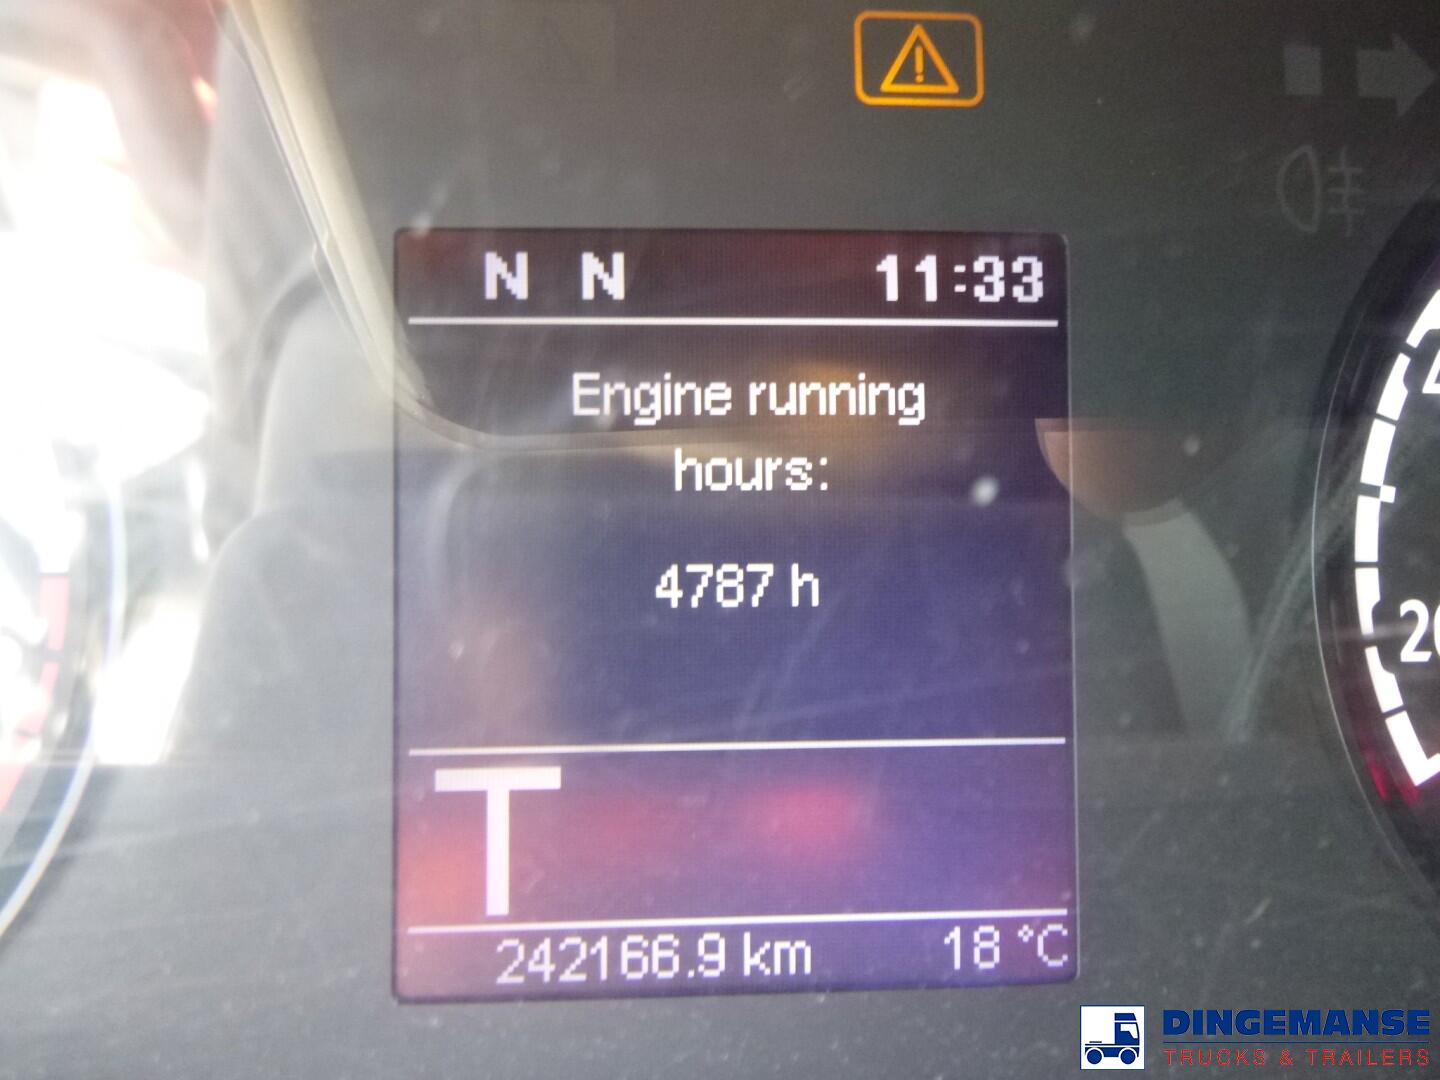 N N 11:33
Engine running
hours:
4787 h
T
242166.9 km 18 °C
DINGEMANSE
TRUCKS & TRAILERS